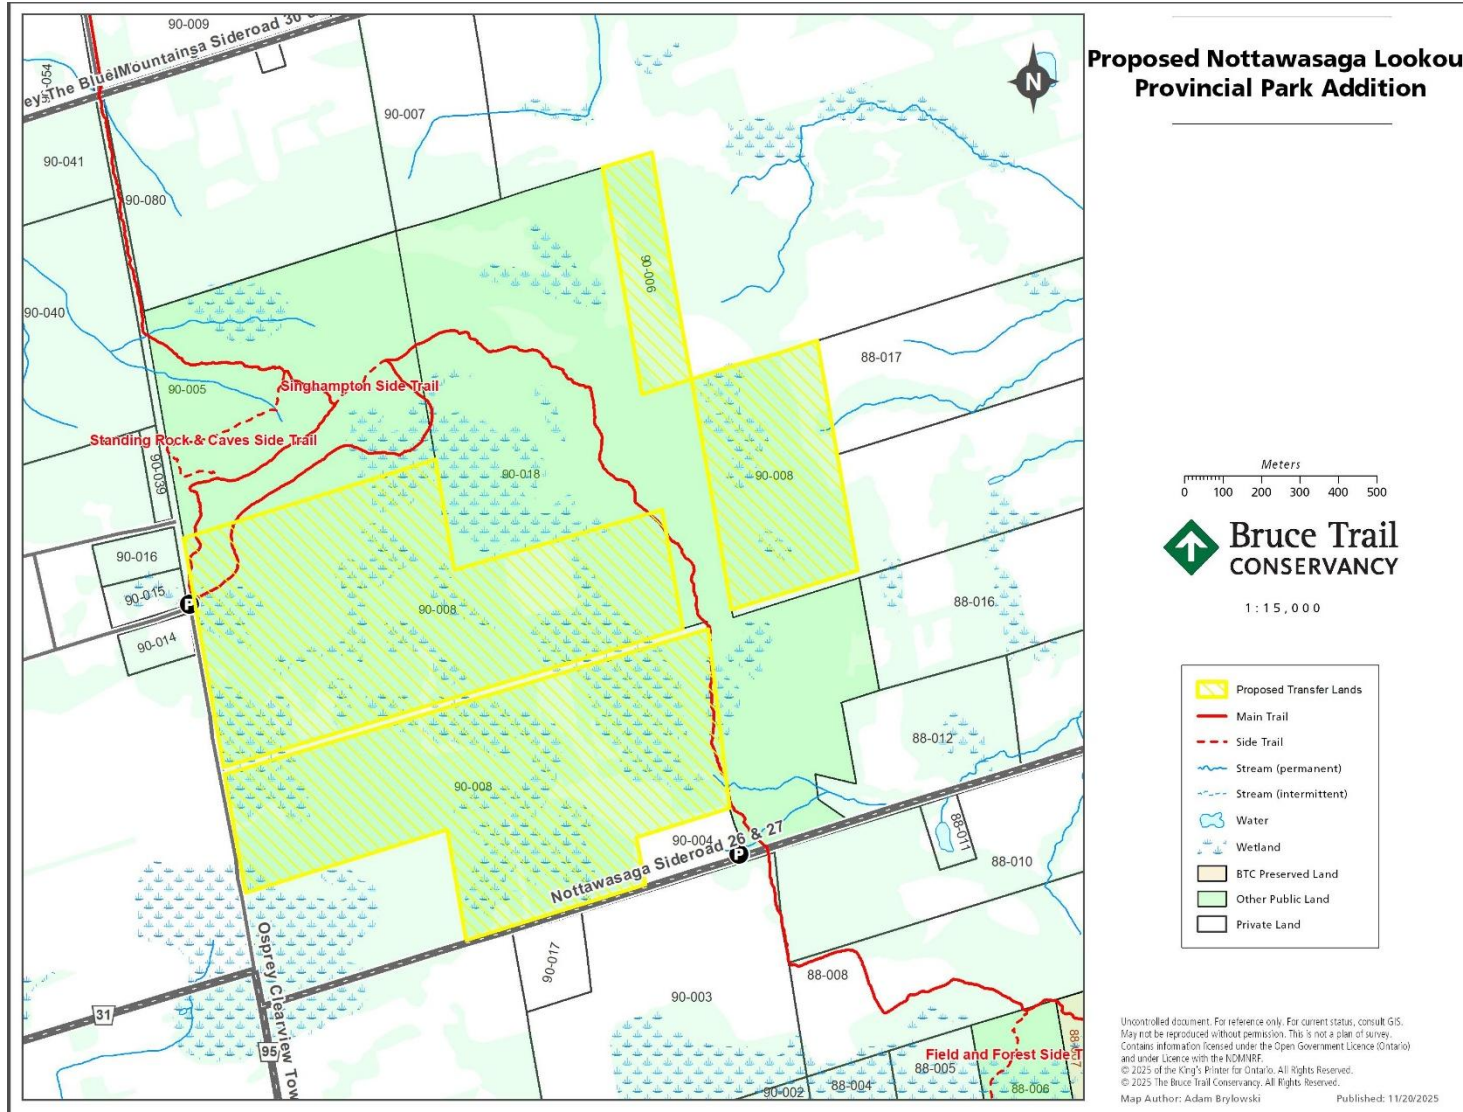 Proposed Nottawasaga Lookou
Provincial Park Addition
N
90-009
ey The Blue Mountainsa Sideroad 30
90-054
90-007
90-041
90-080
90-006
90-040
88-017
90-005
Singhampton Side Trail
Standing Rock & Caves Side Trail
90-039
90-018
90-008
90-016
90-015
P
90-014
90-008
88-016
88-012
90-008
90-004
Nottawasaga Sideroad 26 & 27
P
88-011
88-010
Osprey Clearview Tow
90-017
88-008
90-003
31
95
Field and Forest Side T
90-002
88-004
88-005
88-006
Meters
0 100 200 300 400 500
Bruce Trail
CONSERVANCY
1:15,000
Proposed Transfer Lands
Main Trail
Side Trail
Stream (permanent)
Stream (intermittent)
Water
Wetland
BTC Preserved Land
Other Public Land
Private Land
Uncontrolled document. For reference only. For current status, consult GIS.
May not be reproduced without permission. This is not a plan of survey.
Contains information licensed under the Open Government Licence (Ontario)
and under Licence with the NDMNRF.
© 2025 of the King's Printer for Ontario. All Rights Reserved.
© 2025 The Bruce Trail Conservancy. All Rights Reserved.
Map Author: Adam Brylowski Published: 11/20/2025